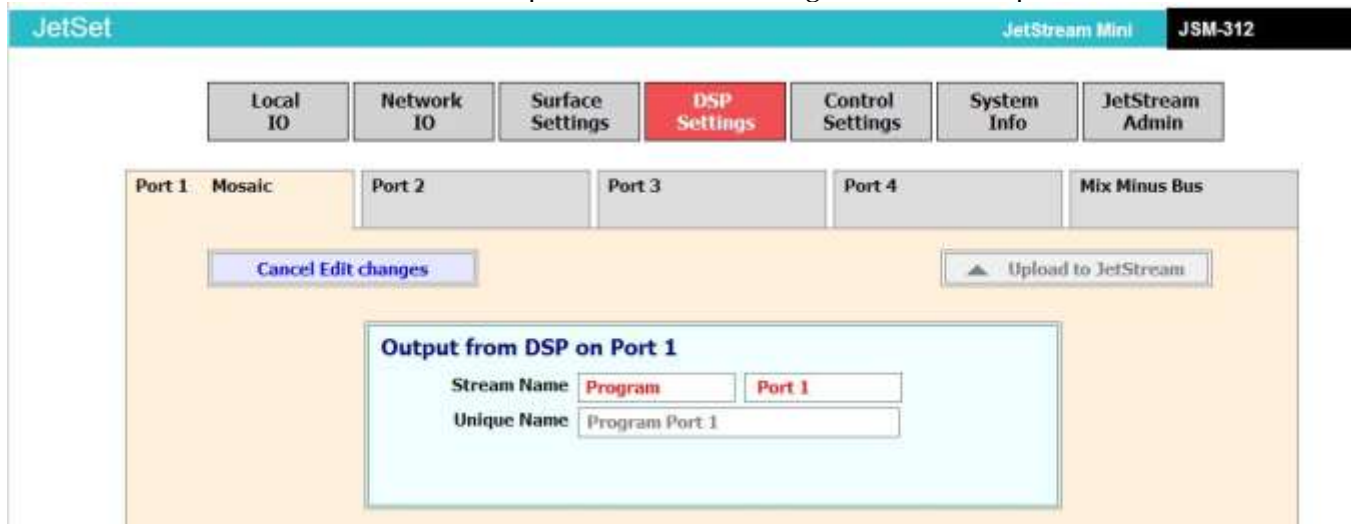 JetSet JetStream Mini JSM-312
Local IO Network IO Surface Settings DSP Settings Control Settings System Info JetStream Admin
Port 1 Mosaic Port 2 Port 3 Port 4 Mix Minus Bus
Cancel Edit changes Upload to JetStream
Output from DSP on Port 1
Stream Name Program Port 1
Unique Name Program Port 1